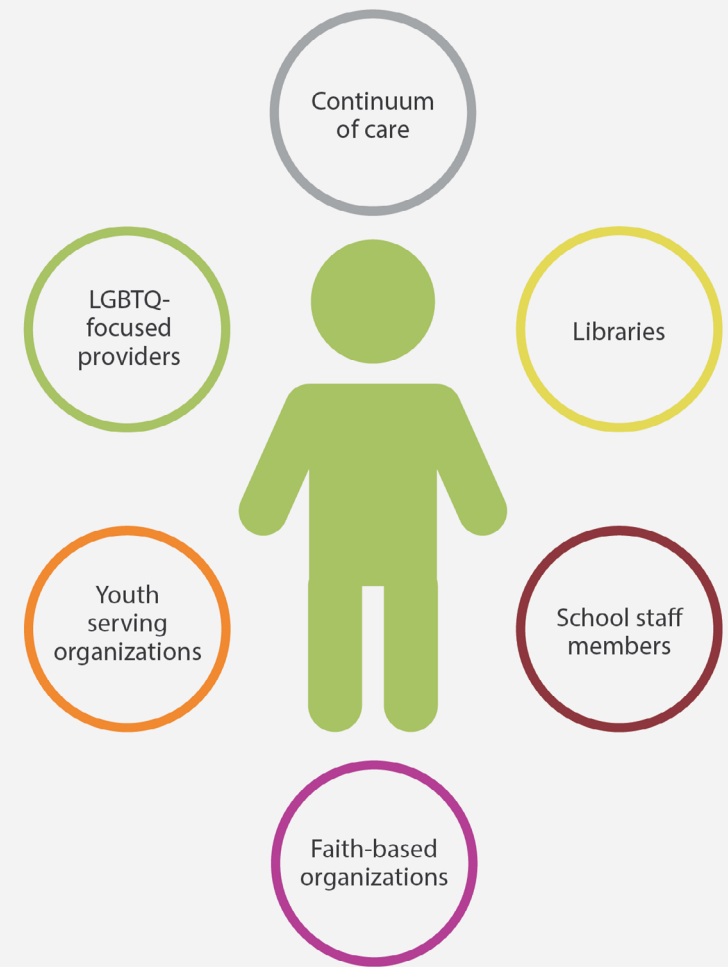 Continuum
of care
LGBTQ-
focused
providers
Libraries
Youth
serving
organizations
School staff
members
Faith-based
organizations